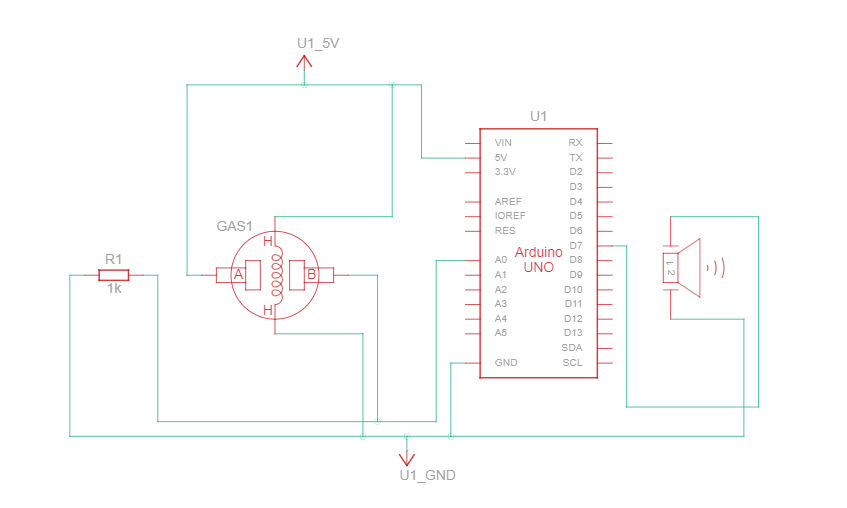 U1_5V
U1
VIN
5V
3.3V
AREF
IOREF
RES
A0
A1
A2
A3
A4
A5
GND
RX
TX
D2
D3
D4
D5
D6
D7
D8
D9
D10
D11
D12
D13
SDA
SCL
Arduino
UNO
GAS1
H
A
B
H
R1
1k
1 2
U1_GND